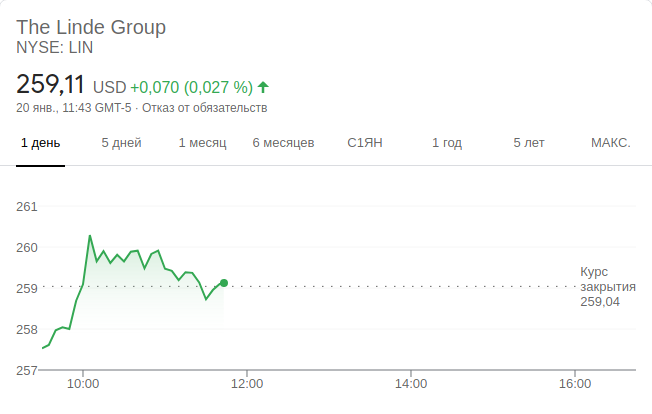 The Linde Group
NYSE: LIN
259,11 USD +0,070 (0,027 %)
20 янв., 11:43 GMT-5 · Отказ от обязательств
1 день 5 дней 1 месяц 6 месяцев С1ЯН 1 год 5 лет МАКС.
261
260
259
258
257
Курс
закрытия
259,04
10:00 12:00 14:00 16:00